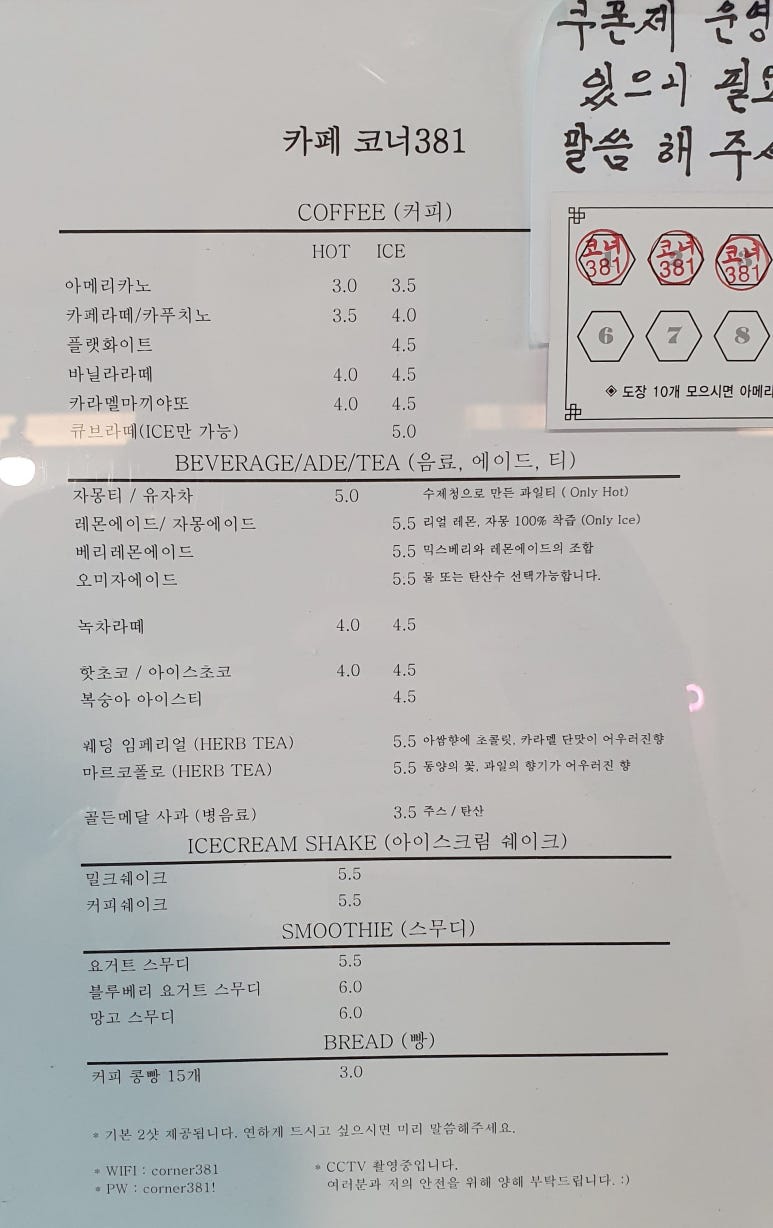 쿠폰제 운영
있으니
말씀 해
카페 코너381
COFFEE (커피)
HOT ICE
아메리카노 3.0 3.5
카페라떼/카푸치노 3.5 4.0
플랫화이트 4.5
바닐라라떼 4.0 4.5
카라멜마끼야또 4.0 4.5
큐브라떼(ICE만 가능) 5.0
코너 381 코너 381 코너 381
6 7 8
◈ 도장 10개 모으시면
BEVERAGE/ADE/TEA (음료, 에이드, 티)
자몽티 / 유자차 5.0 수제청으로 만든 과일티 ( Only Hot)
레몬에이드/ 자몽에이드 5.5 리얼 레몬, 자몽 100% 착즙 (Only Ice)
베리레몬에이드 5.5 믹스베리와 레몬에이드의 조합
오미자에이드 5.5 물 또는 탄산수 선택가능합니다.
녹차라떼 4.0 4.5
핫초코 / 아이스초코 4.0 4.5
복숭아 아이스티 4.5
웨딩 임페리얼 (HERB TEA) 5.5 아쌈향에 초콜릿, 카라멜 단맛이 어우러진향
마르코폴로 (HERB TEA) 5.5 동양의 꽃, 과일의 향기가 어우러진 향
골든메달 사과 (병음료) 3.5 주스 / 탄산
ICECREAM SHAKE (아이스크림 쉐이크)
밀크쉐이크 5.5
커피쉐이크 5.5
SMOOTHIE (스무디)
요거트 스무디 5.5
블루베리 요거트 스무디 6.0
망고 스무디 6.0
BREAD (빵)
커피 콩빵 15개 3.0
* 기본 2샷 제공됩니다. 연하게 드시고 싶으시면 미리 말씀해주세요.
* WIFI : corner381 * CCTV 촬영중입니다.
* PW : corner381! 여러분과 저의 안전을 위해 양해 부탁드립니다. :)